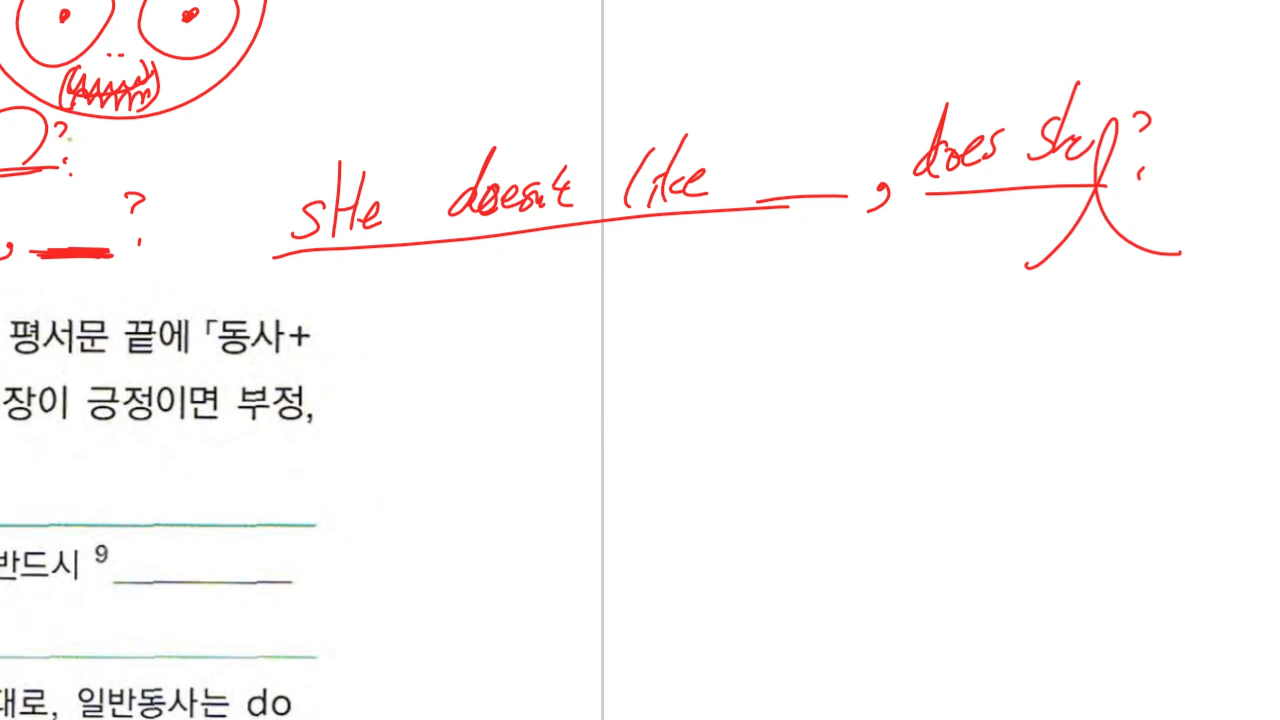 ?
, ___ ?
sHe doesn't like ___ , does she?
평서문 끝에 「동사+
장이 긍정이면 부정,
반드시 9 ________
대로, 일반동사는 do